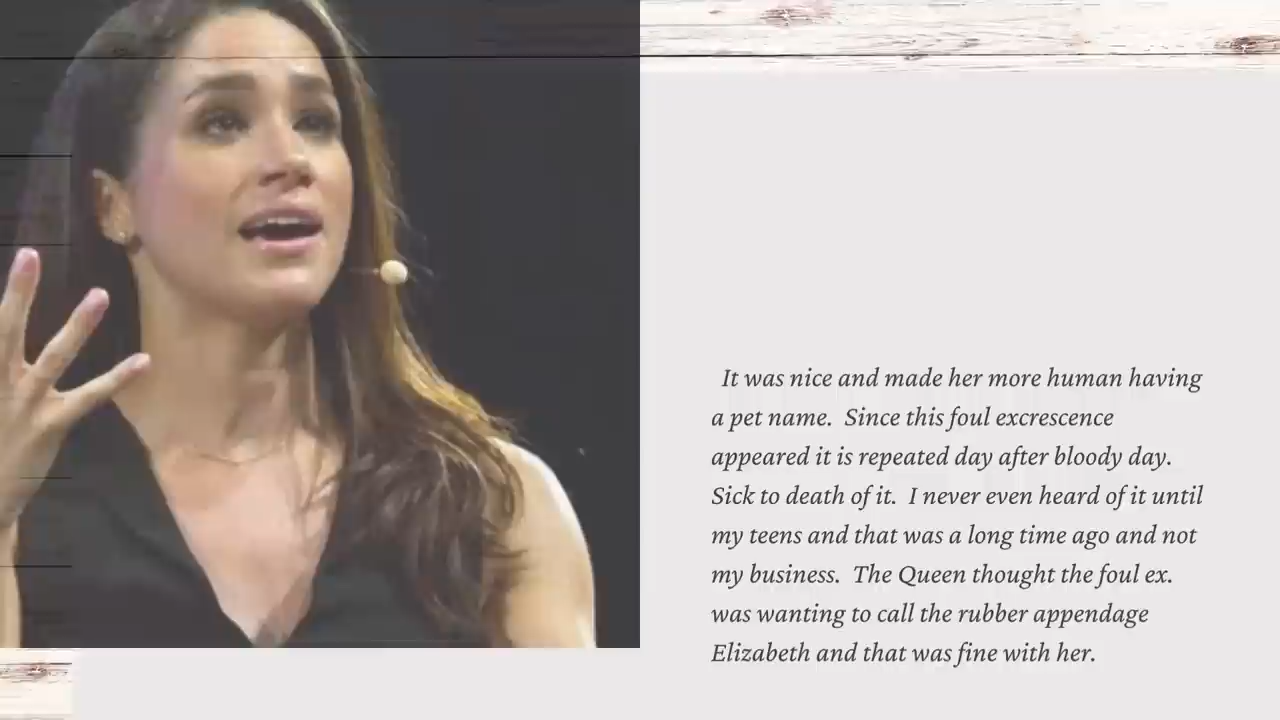 It was nice and made her more human having
a pet name.  Since this foul excrescence
appeared it is repeated day after bloody day.
Sick to death of it.  I never even heard of it until
my teens and that was a long time ago and not
my business.  The Queen thought the foul ex.
was wanting to call the rubber appendage
Elizabeth and that was fine with her.